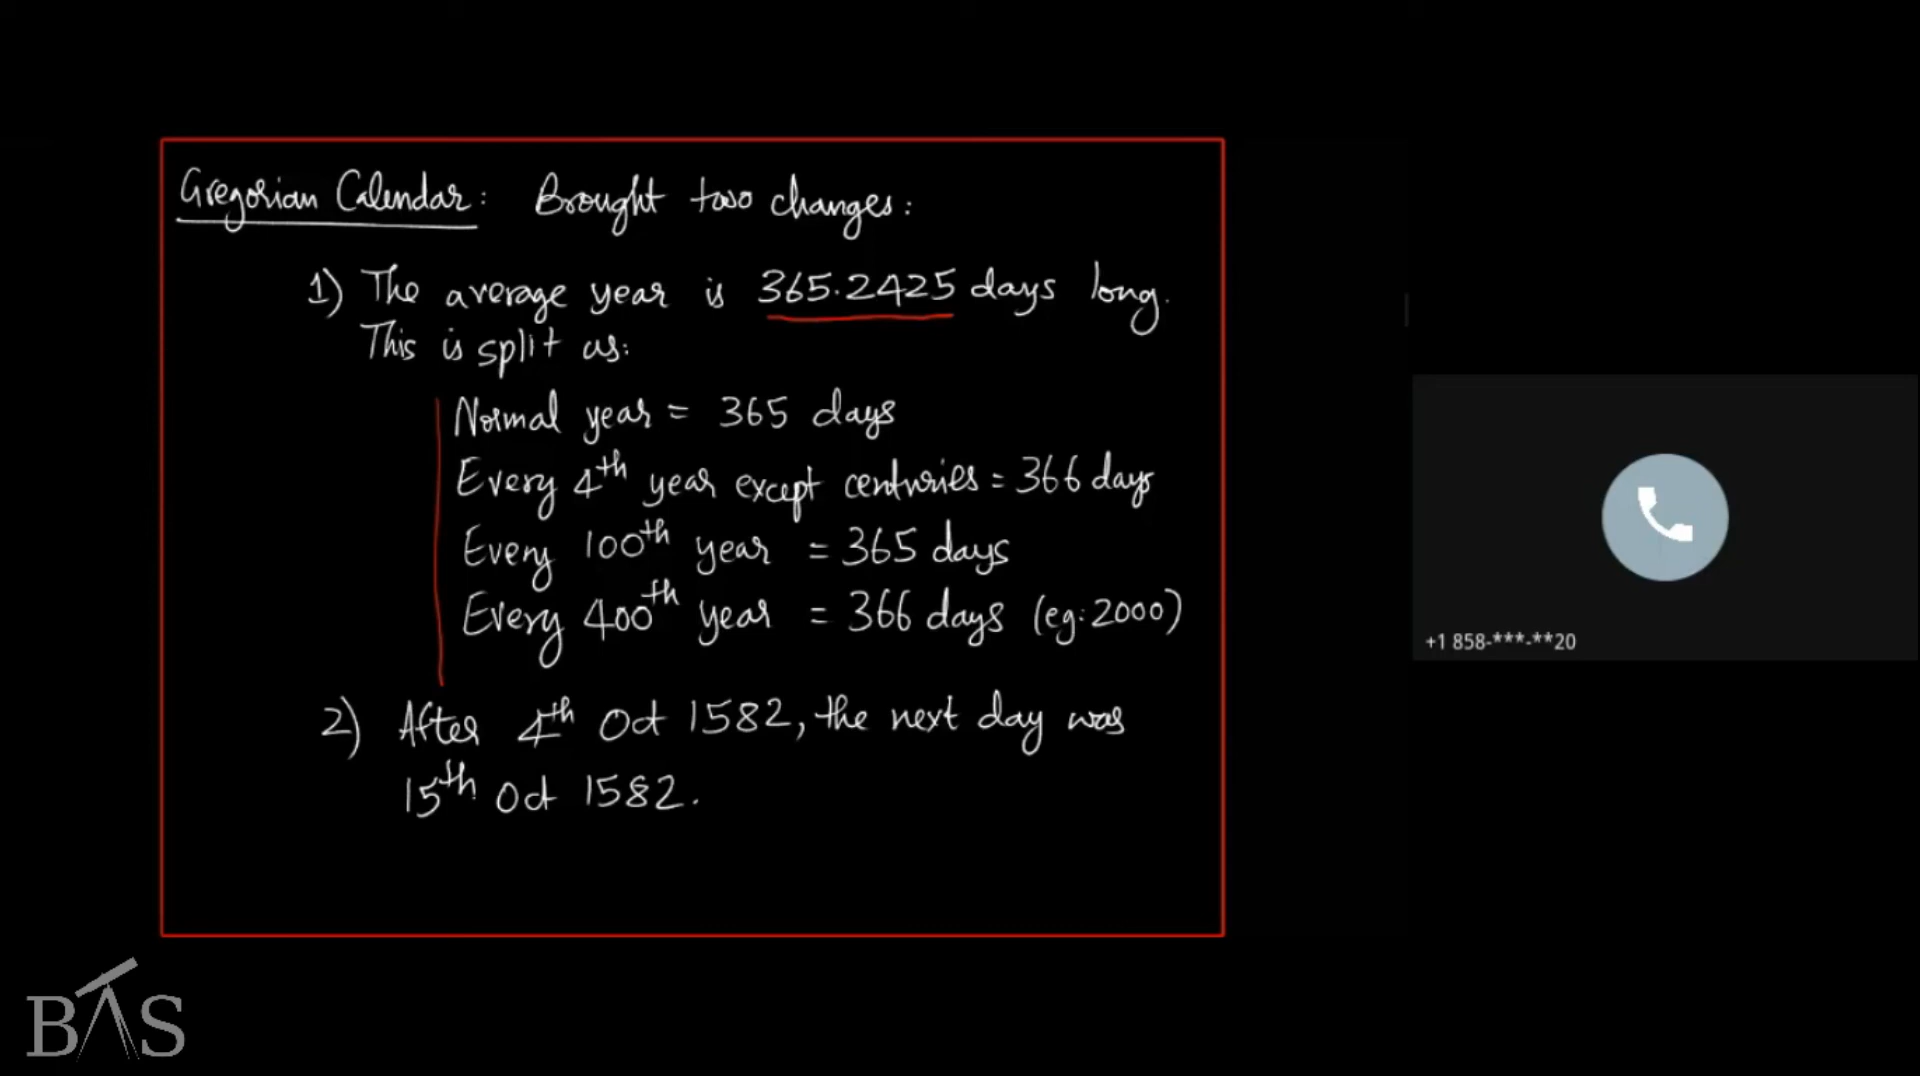 Gregorian Calendar: Brought two changes:
1) The average year is 365.2425 days long.
This is split as:
Normal year = 365 days
Every 4th year except centuries = 366 days
Every 100th year = 365 days
Every 400th year = 366 days (eg: 2000)
2) After 4th Oct 1582, the next day was
15th Oct 1582.
+1 858-***-**20
BAS